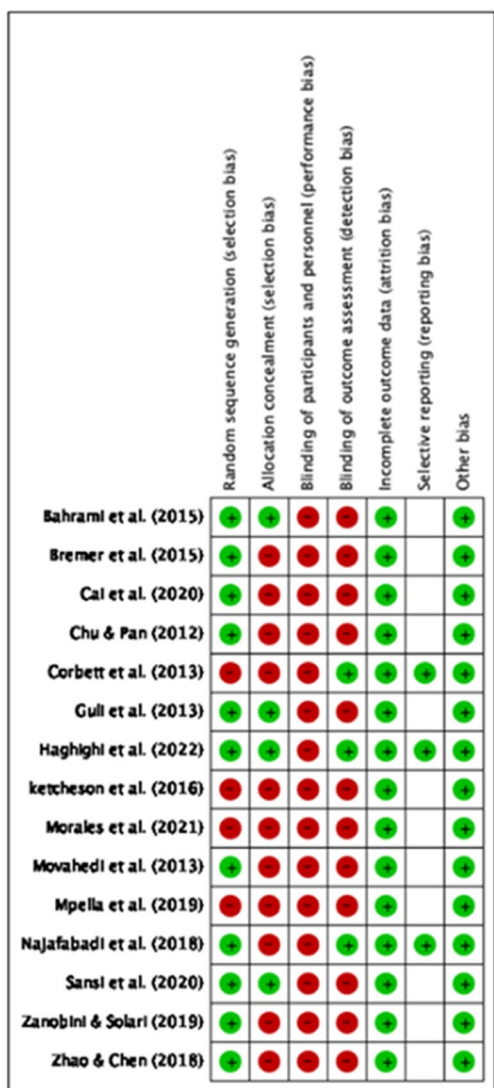 Random sequence generation (selection bias)
Allocation concealment (selection bias)
Blinding of participants and personnel (performance bias)
Blinding of outcome assessment (detection bias)
Incomplete outcome data (attrition bias)
Selective reporting (reporting bias)
Other bias
Bahrami et al. (2015) + + - - + +
Bremer et al. (2015) + - - - + +
Cai et al. (2020) + - - - + +
Chu & Pan (2012) + - - - + +
Corbett et al. (2013) - - - + + + +
Guli et al. (2013) + + - - + +
Haghighi et al. (2022) + + - + + + +
ketcheson et al. (2016) - - - - + +
Morales et al. (2021) - - - - + +
Movahedi et al. (2013) + - - - + +
Mpella et al. (2019) - - - - + +
Najafabadi et al. (2018) + - - + + + +
Sansi et al. (2020) + + - - + +
Zanobini & Solari (2019) + - - - + +
Zhao & Chen (2018) + - - - + +